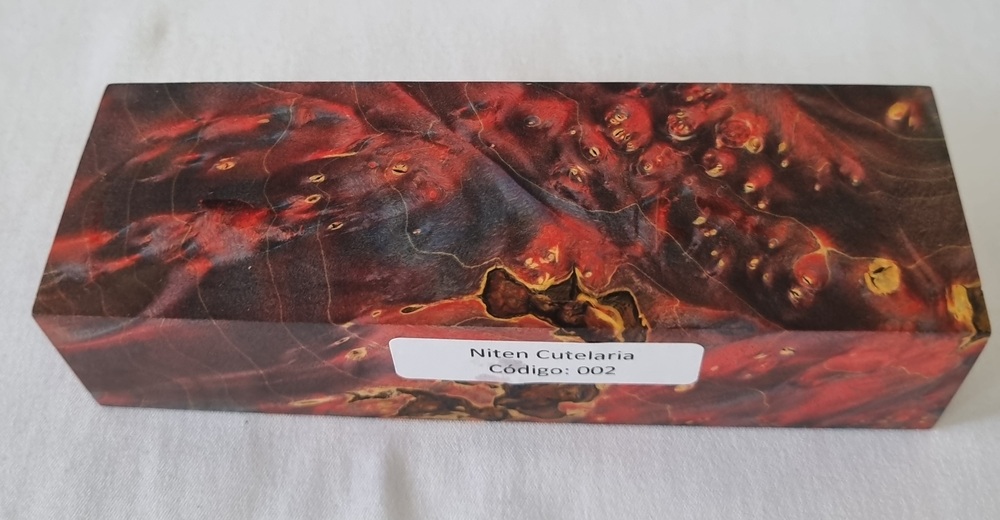 Niten Cutelaria
Código: 002